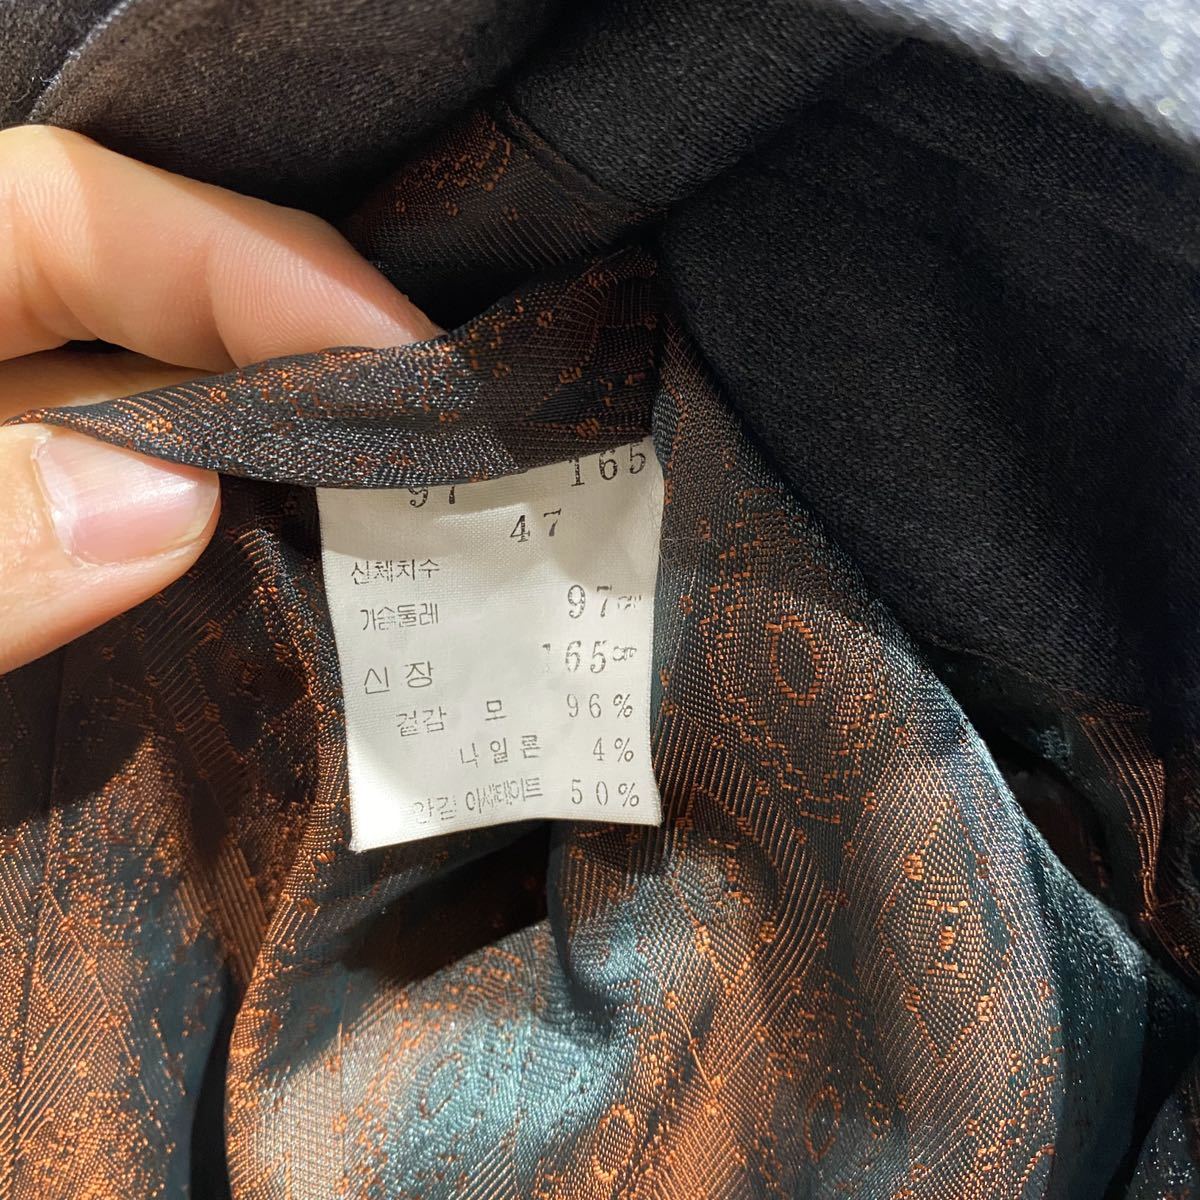 97 165
47
신체치수
가슴둘레 97cm
신장 165cm
겉감 모 96%
나일론 4%
안감 아세테이트 50%